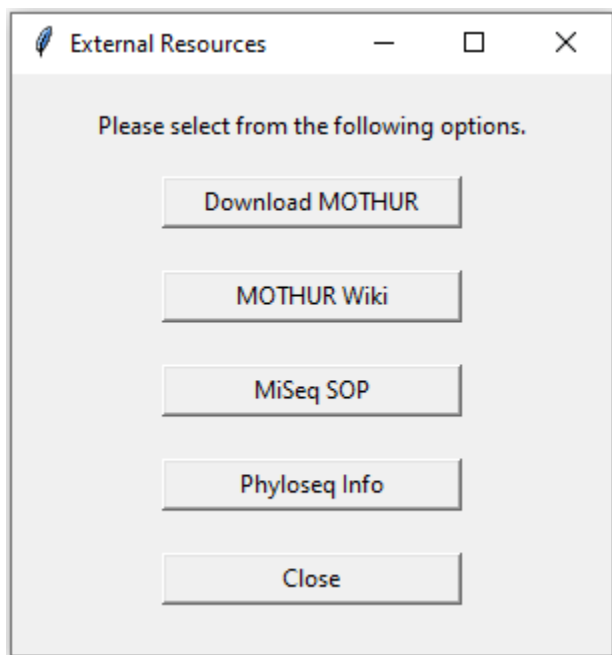 External Resources
Please select from the following options.
Download MOTHUR
MOTHUR Wiki
MiSeq SOP
Phyloseq Info
Close